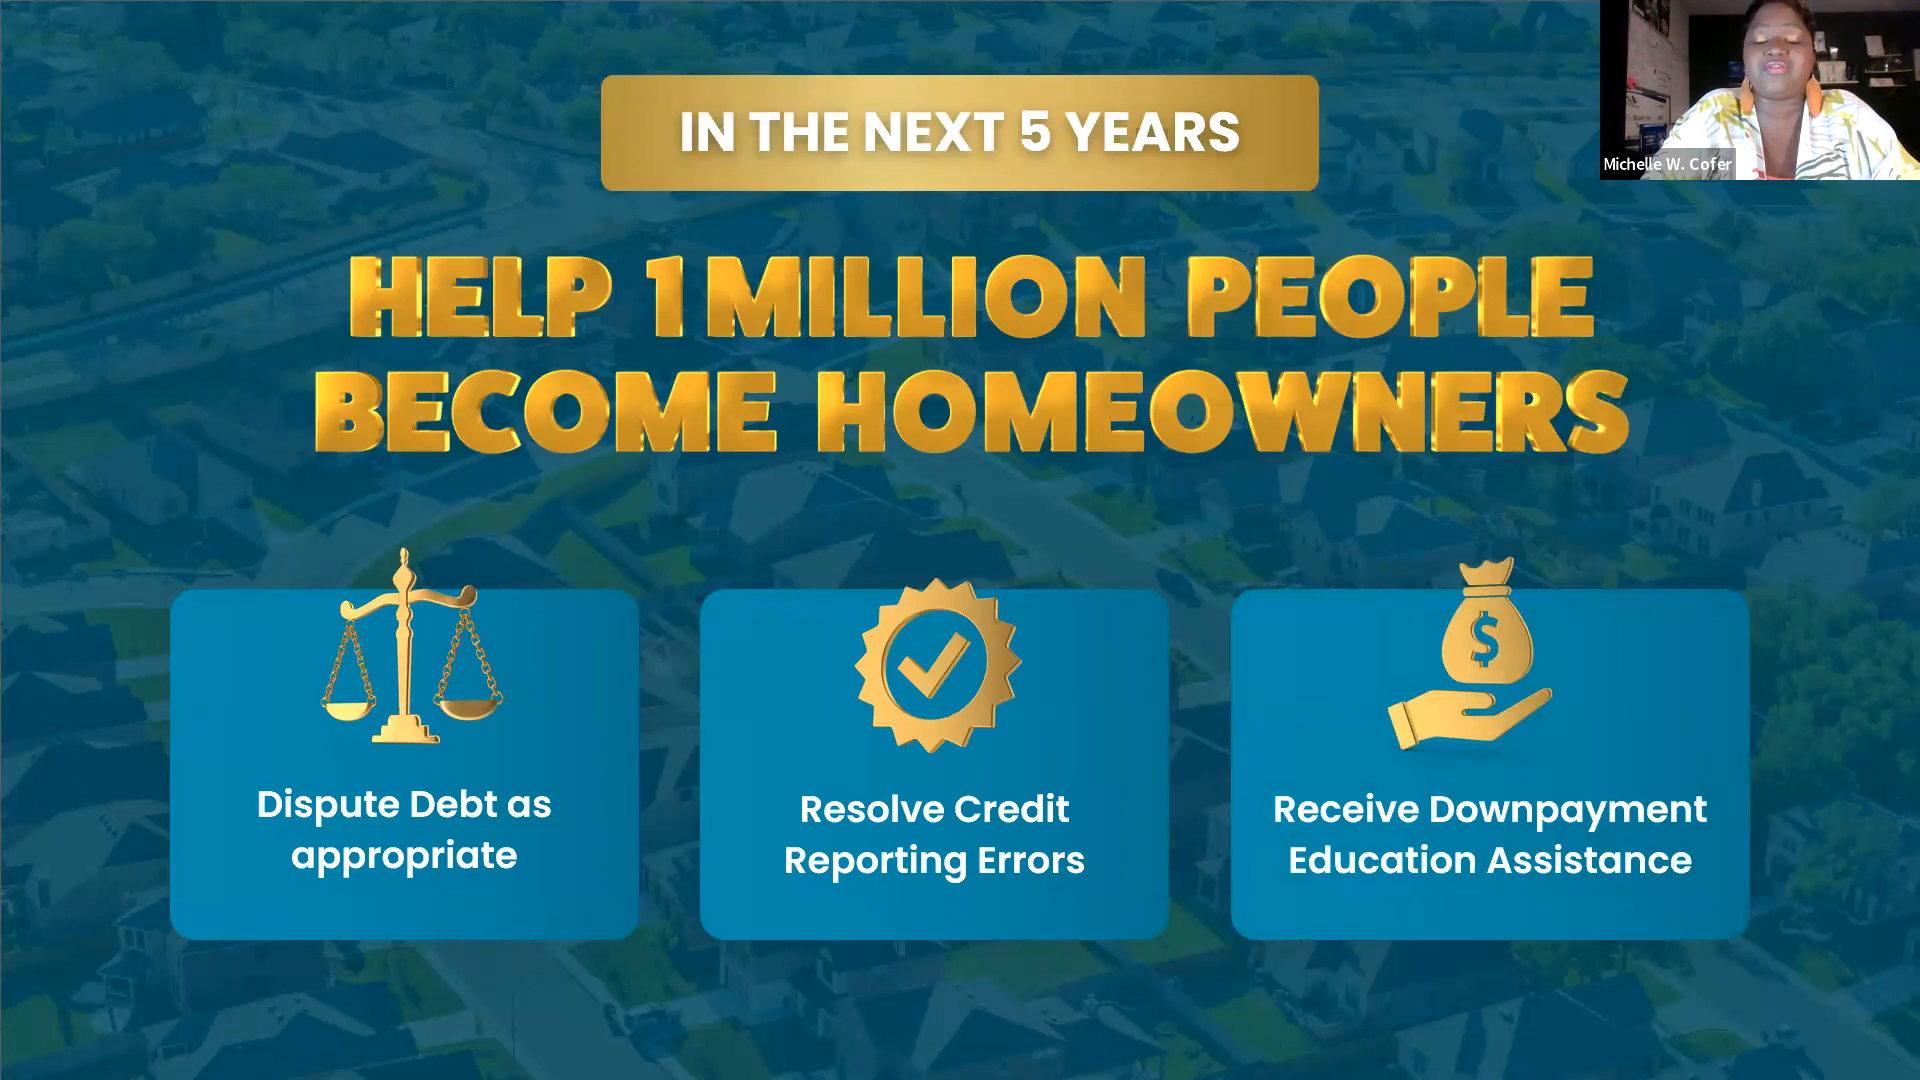 IN THE NEXT 5 YEARS
Michelle W. Cofer
HELP 1 MILLION PEOPLE
BECOME HOMEOWNERS
$
Dispute Debt as
appropriate
Resolve Credit
Reporting Errors
Receive Downpayment
Education Assistance